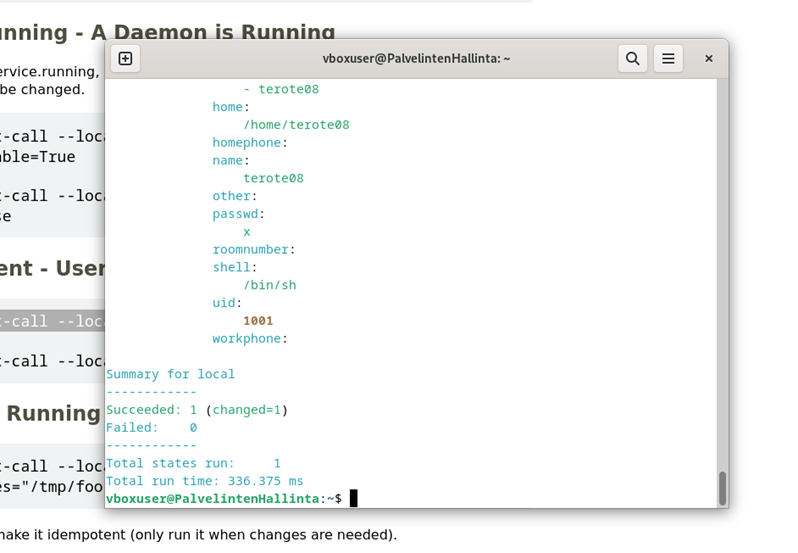 unning - A Daemon is Running
vboxuser@PalvelintenHallinta: ~
ervice.running,
be changed.
t-call --loca
able=True
t-call --loca
se
ent - User
t-call --loca
t-call --loca
Running
t-call --loca
es="/tmp/foo
- terote08
home:
/home/terote08
homephone:
name:
terote08
other:
passwd:
x
roomnumber:
shell:
/bin/sh
uid:
1001
workphone:
Summary for local
------------
Succeeded: 1 (changed=1)
Failed:    0
------------
Total states run:     1
Total run time: 336.375 ms
vboxuser@PalvelintenHallinta:~$
make it idempotent (only run it when changes are needed).